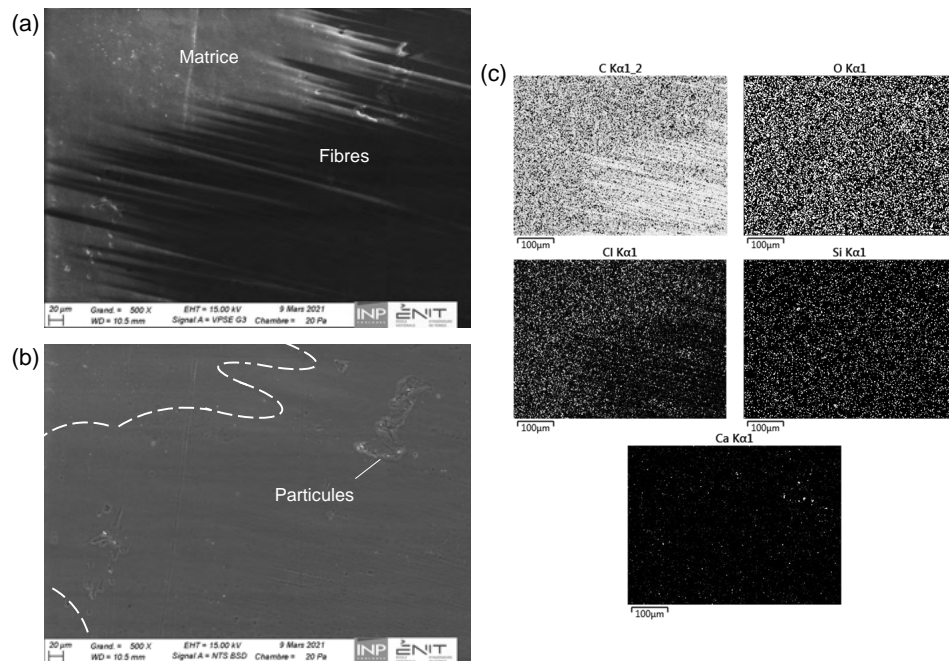 (a)
Matrice
Fibres
20 µm
Grand. = 500 X
EHT = 15.00 kV
9 Mars 2021
WD = 10.5 mm
Signal A = VPSE G3
Chambre = 20 Pa
INP
ENIT
(b)
Particules
20 µm
Grand. = 500 X
EHT = 15.00 kV
9 Mars 2021
WD = 10.5 mm
Signal A = NTS BSD
Chambre = 20 Pa
INP
ENIT
(c)
C Kα1_2
O Kα1
100µm
100µm
Cl Kα1
Si Kα1
100µm
100µm
Ca Kα1
100µm